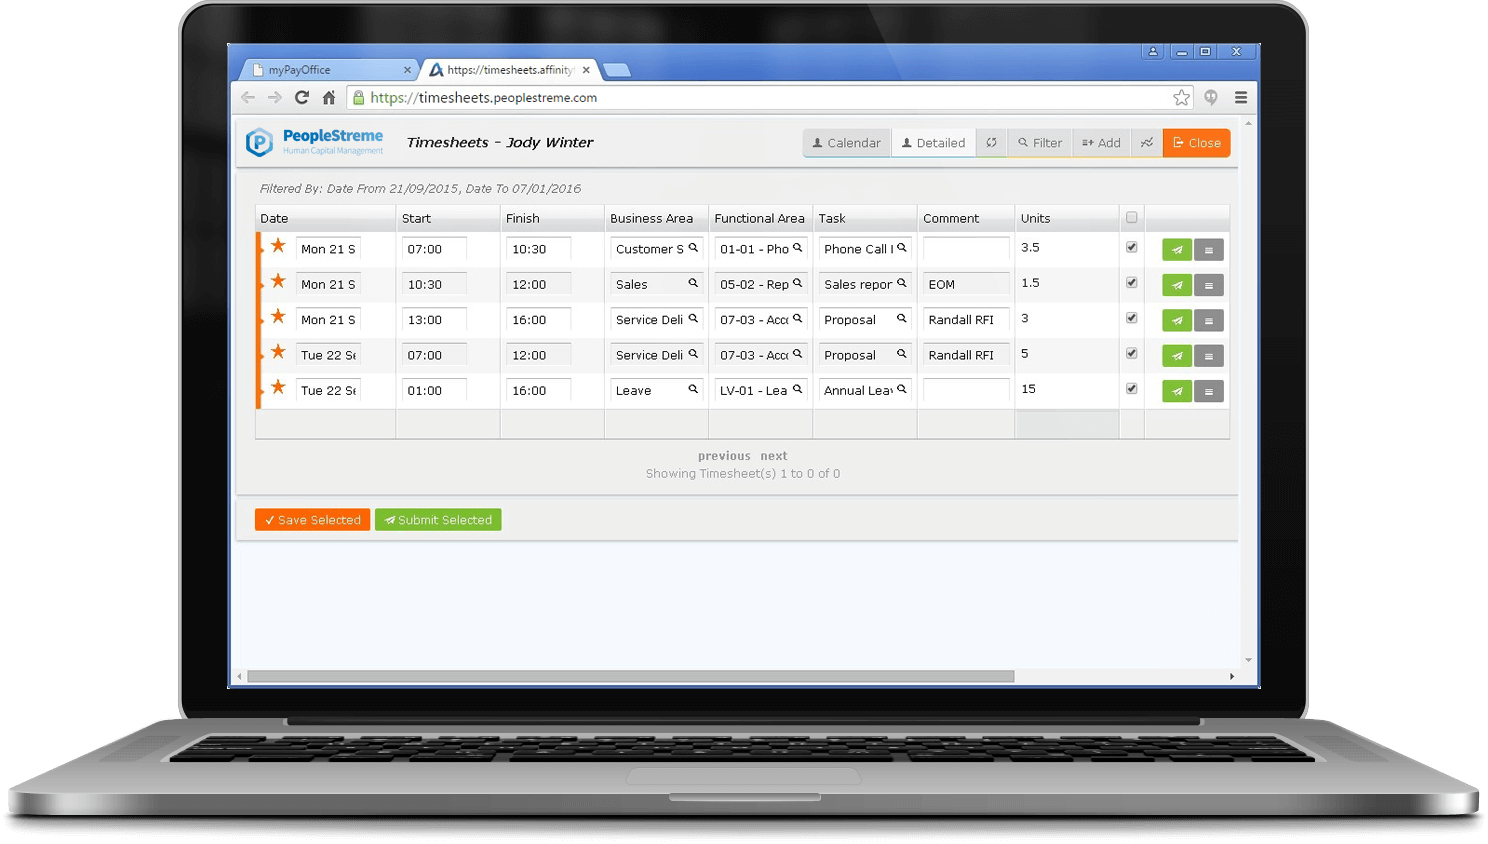 myPayOffice https://timesheets.affinityt
https://timesheets.peoplestreme.com
PeopleStreme
Human Capital Management
Timesheets - Jody Winter
Calendar Detailed Filter Add Close
Filtered By: Date From 21/09/2015, Date To 07/01/2016
Date Start Finish Business Area Functional Area Task Comment Units
Mon 21 S 07:00 10:30 Customer S 01-01 - Pho Phone Call I 3.5
Mon 21 S 10:30 12:00 Sales 05-02 - Rep Sales repor EOM 1.5
Mon 21 S 13:00 16:00 Service Deli 07-03 - Acc Proposal Randall RFI 3
Tue 22 Se 07:00 12:00 Service Deli 07-03 - Acc Proposal Randall RFI 5
Tue 22 Se 01:00 16:00 Leave LV-01 - Lea Annual Leav 15
previous next
Showing Timesheet(s) 1 to 0 of 0
Save Selected Submit Selected